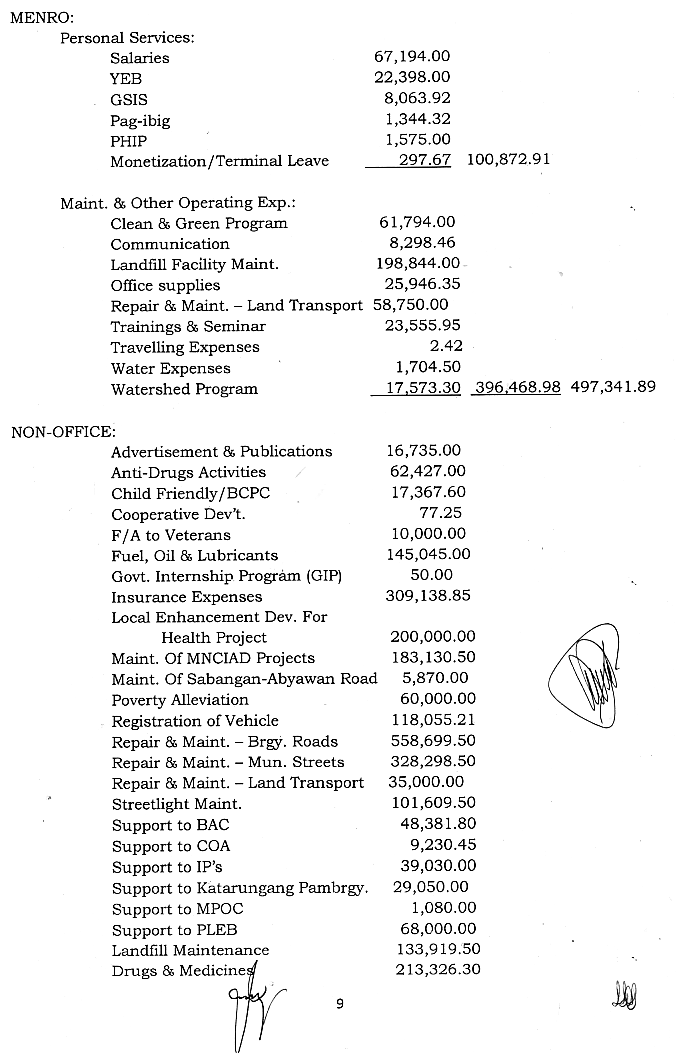 MENRO:
Personal Services:
Salaries 67,194.00
YEB 22,398.00
GSIS 8,063.92
Pag-ibig 1,344.32
PHIP 1,575.00
Monetization/Terminal Leave 297.67 100,872.91
Maint. & Other Operating Exp.:
Clean & Green Program 61,794.00
Communication 8,298.46
Landfill Facility Maint. 198,844.00
Office supplies 25,946.35
Repair & Maint. – Land Transport 58,750.00
Trainings & Seminar 23,555.95
Travelling Expenses 2.42
Water Expenses 1,704.50
Watershed Program 17,573.30 396,468.98 497,341.89
NON-OFFICE:
Advertisement & Publications 16,735.00
Anti-Drugs Activities 62,427.00
Child Friendly/BCPC 17,367.60
Cooperative Dev't. 77.25
F/A to Veterans 10,000.00
Fuel, Oil & Lubricants 145,045.00
Govt. Internship Program (GIP) 50.00
Insurance Expenses 309,138.85
Local Enhancement Dev. For
Health Project 200,000.00
Maint. Of MNCIAD Projects 183,130.50
Maint. Of Sabangan-Abyawan Road 5,870.00
Poverty Alleviation 60,000.00
Registration of Vehicle 118,055.21
Repair & Maint. – Brgy. Roads 558,699.50
Repair & Maint. – Mun. Streets 328,298.50
Repair & Maint. – Land Transport 35,000.00
Streetlight Maint. 101,609.50
Support to BAC 48,381.80
Support to COA 9,230.45
Support to IP's 39,030.00
Support to Katarungang Pambrgy. 29,050.00
Support to MPOC 1,080.00
Support to PLEB 68,000.00
Landfill Maintenance 133,919.50
Drugs & Medicines 213,326.30
9